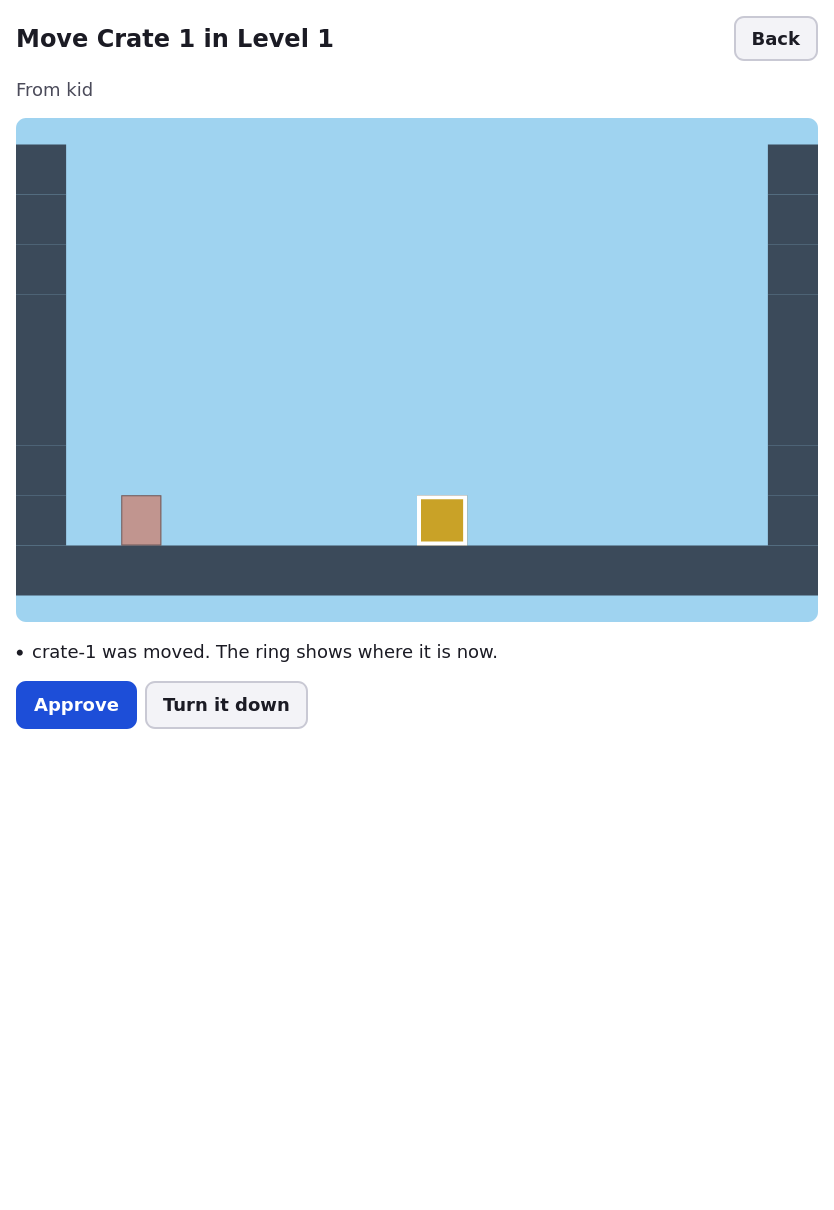 Move Crate 1 in Level 1
Back
From kid
• crate-1 was moved. The ring shows where it is now.
Approve
Turn it down